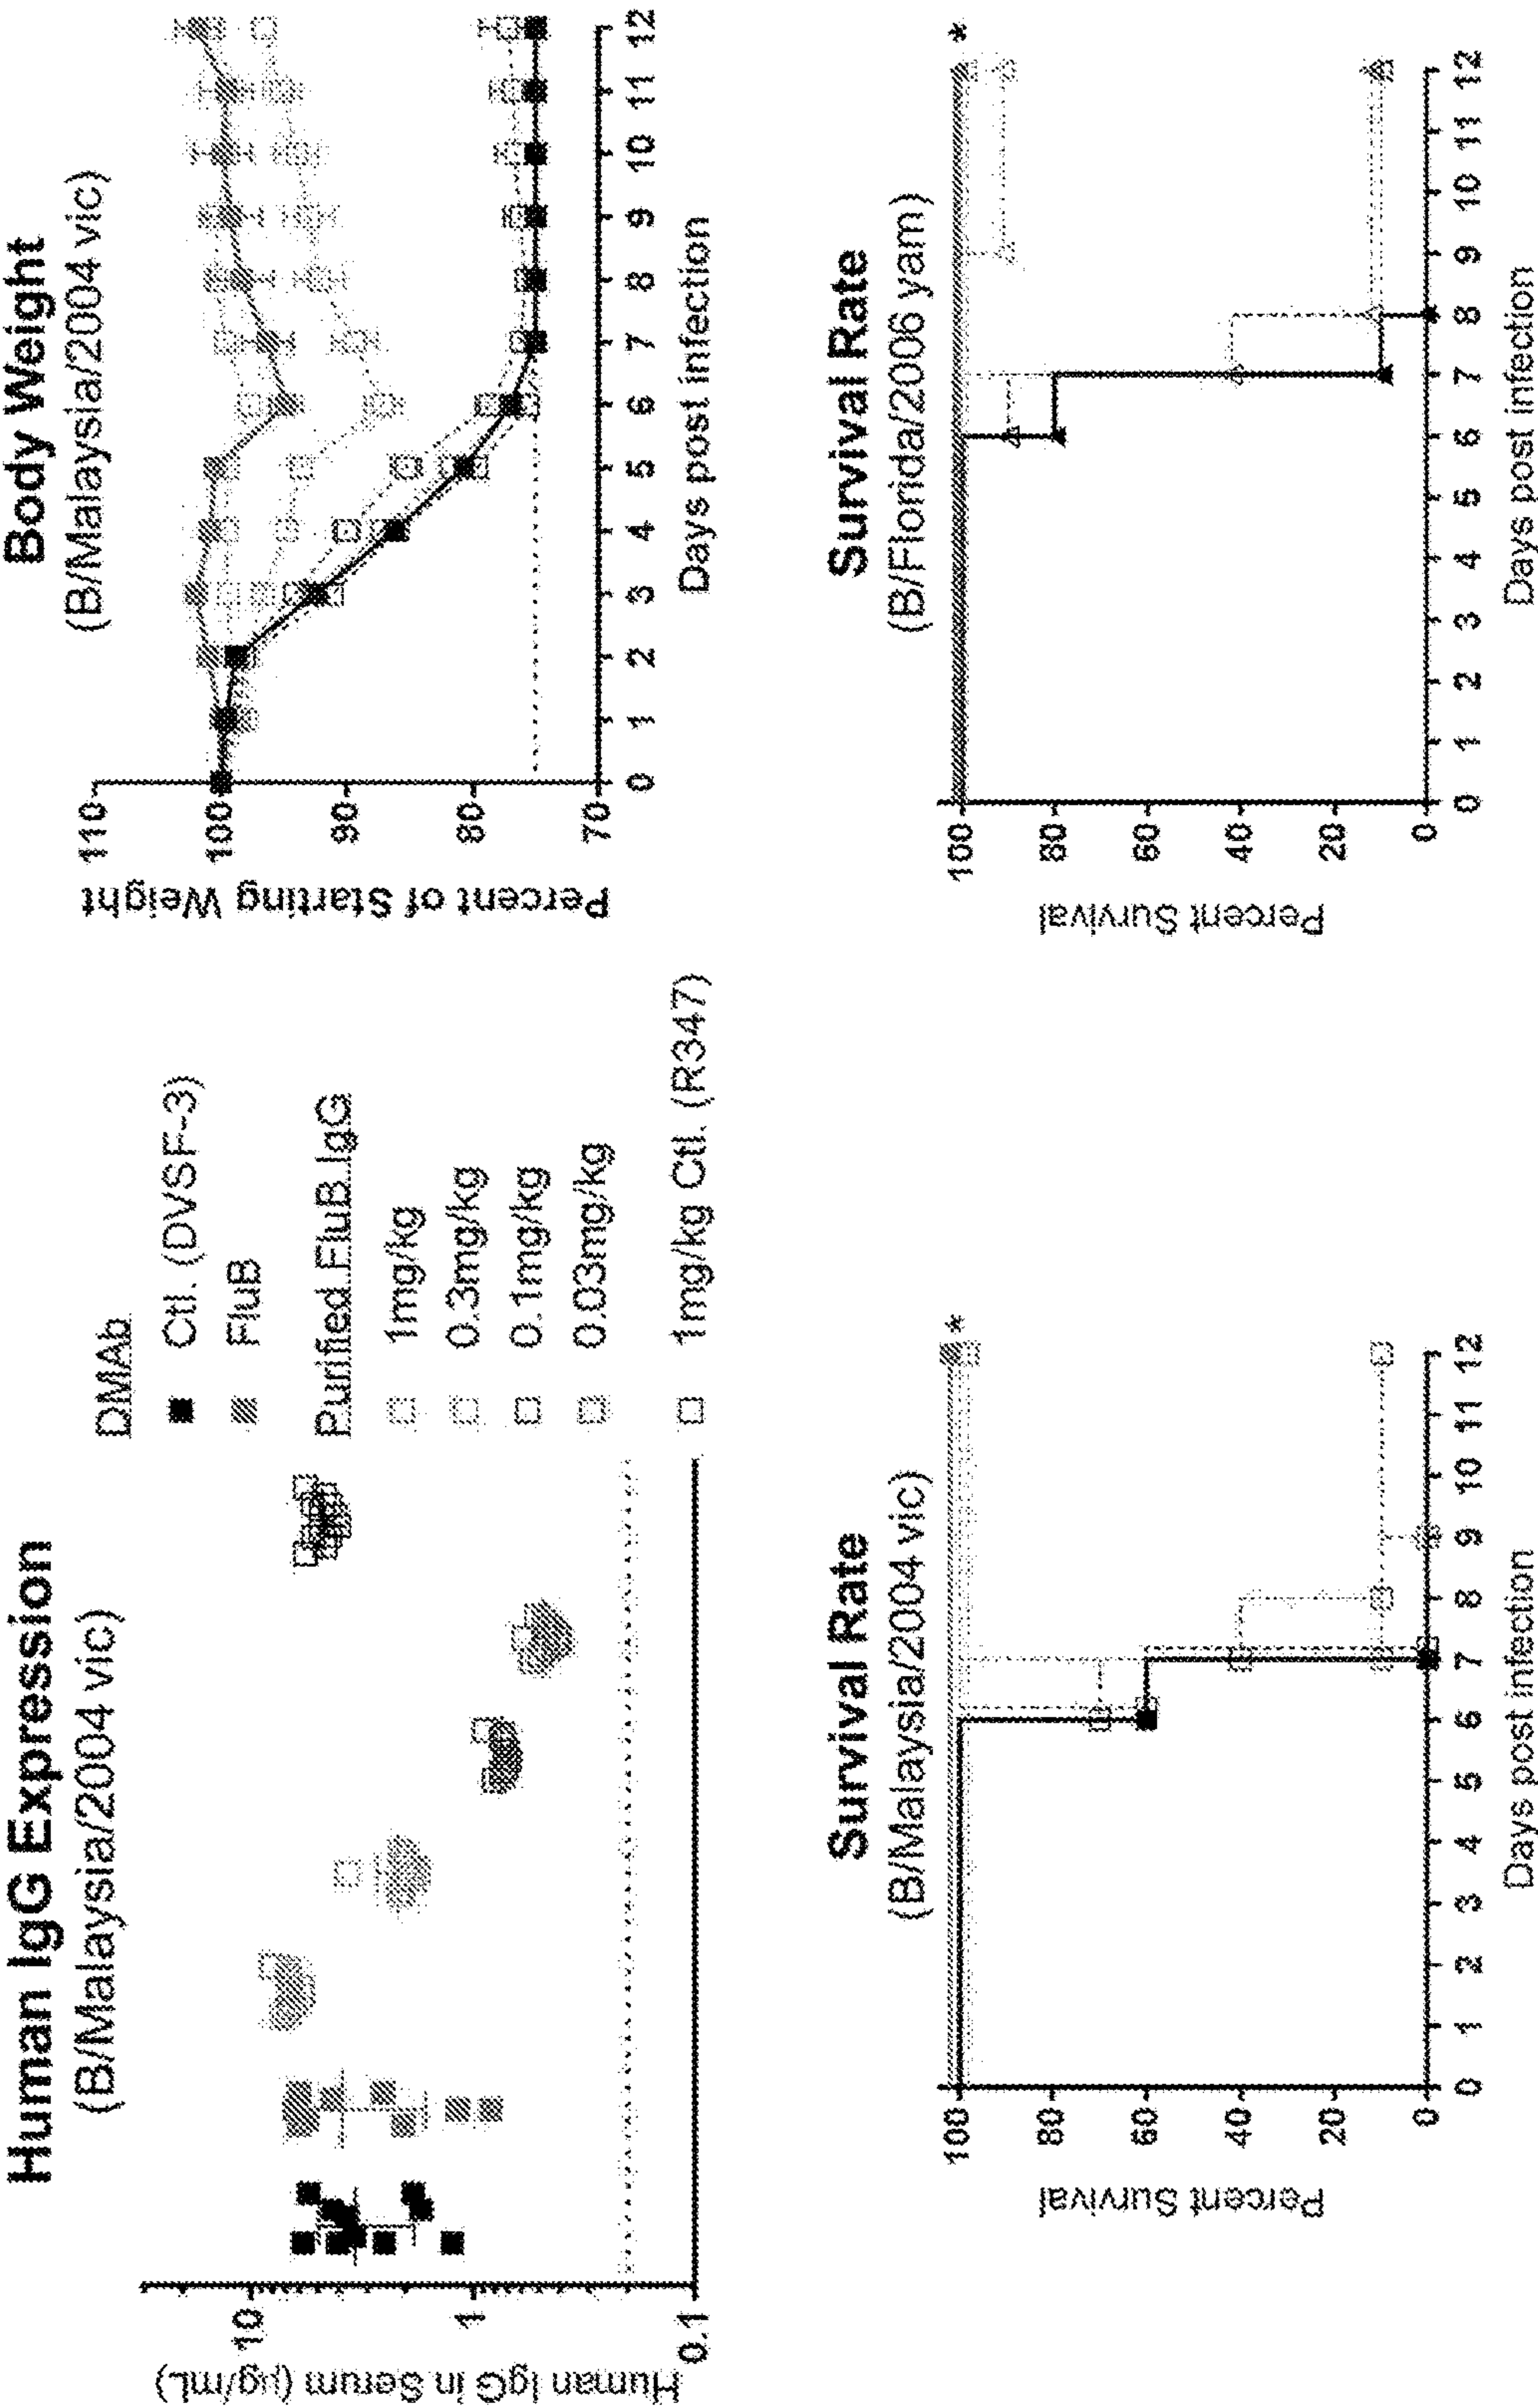 Human IgG Expression
(B/Malaysia/2004 vic)
Human IgG in Serum (µg/mL)
10
1
0.1
DMAb
Ctl. (DVSF-3)
FluB
Purified FluB IgG
1mg/kg
0.3mg/kg
0.1mg/kg
0.03mg/kg
1mg/kg Ctl. (R347)
Body Weight
(B/Malaysia/2004 vic)
Percent of Starting Weight
110
100
90
80
70
0 1 2 3 4 5 6 7 8 9 10 11 12
Days post infection
Survival Rate
(B/Malaysia/2004 vic)
Percent Survival
100
80
60
40
20
0
0 1 2 3 4 5 6 7 8 9 10 11 12
Days post infection
*
Survival Rate
(B/Florida/2006 yam)
Percent Survival
100
80
60
40
20
0
0 1 2 3 4 5 6 7 8 9 10 11 12
Days post infection
*